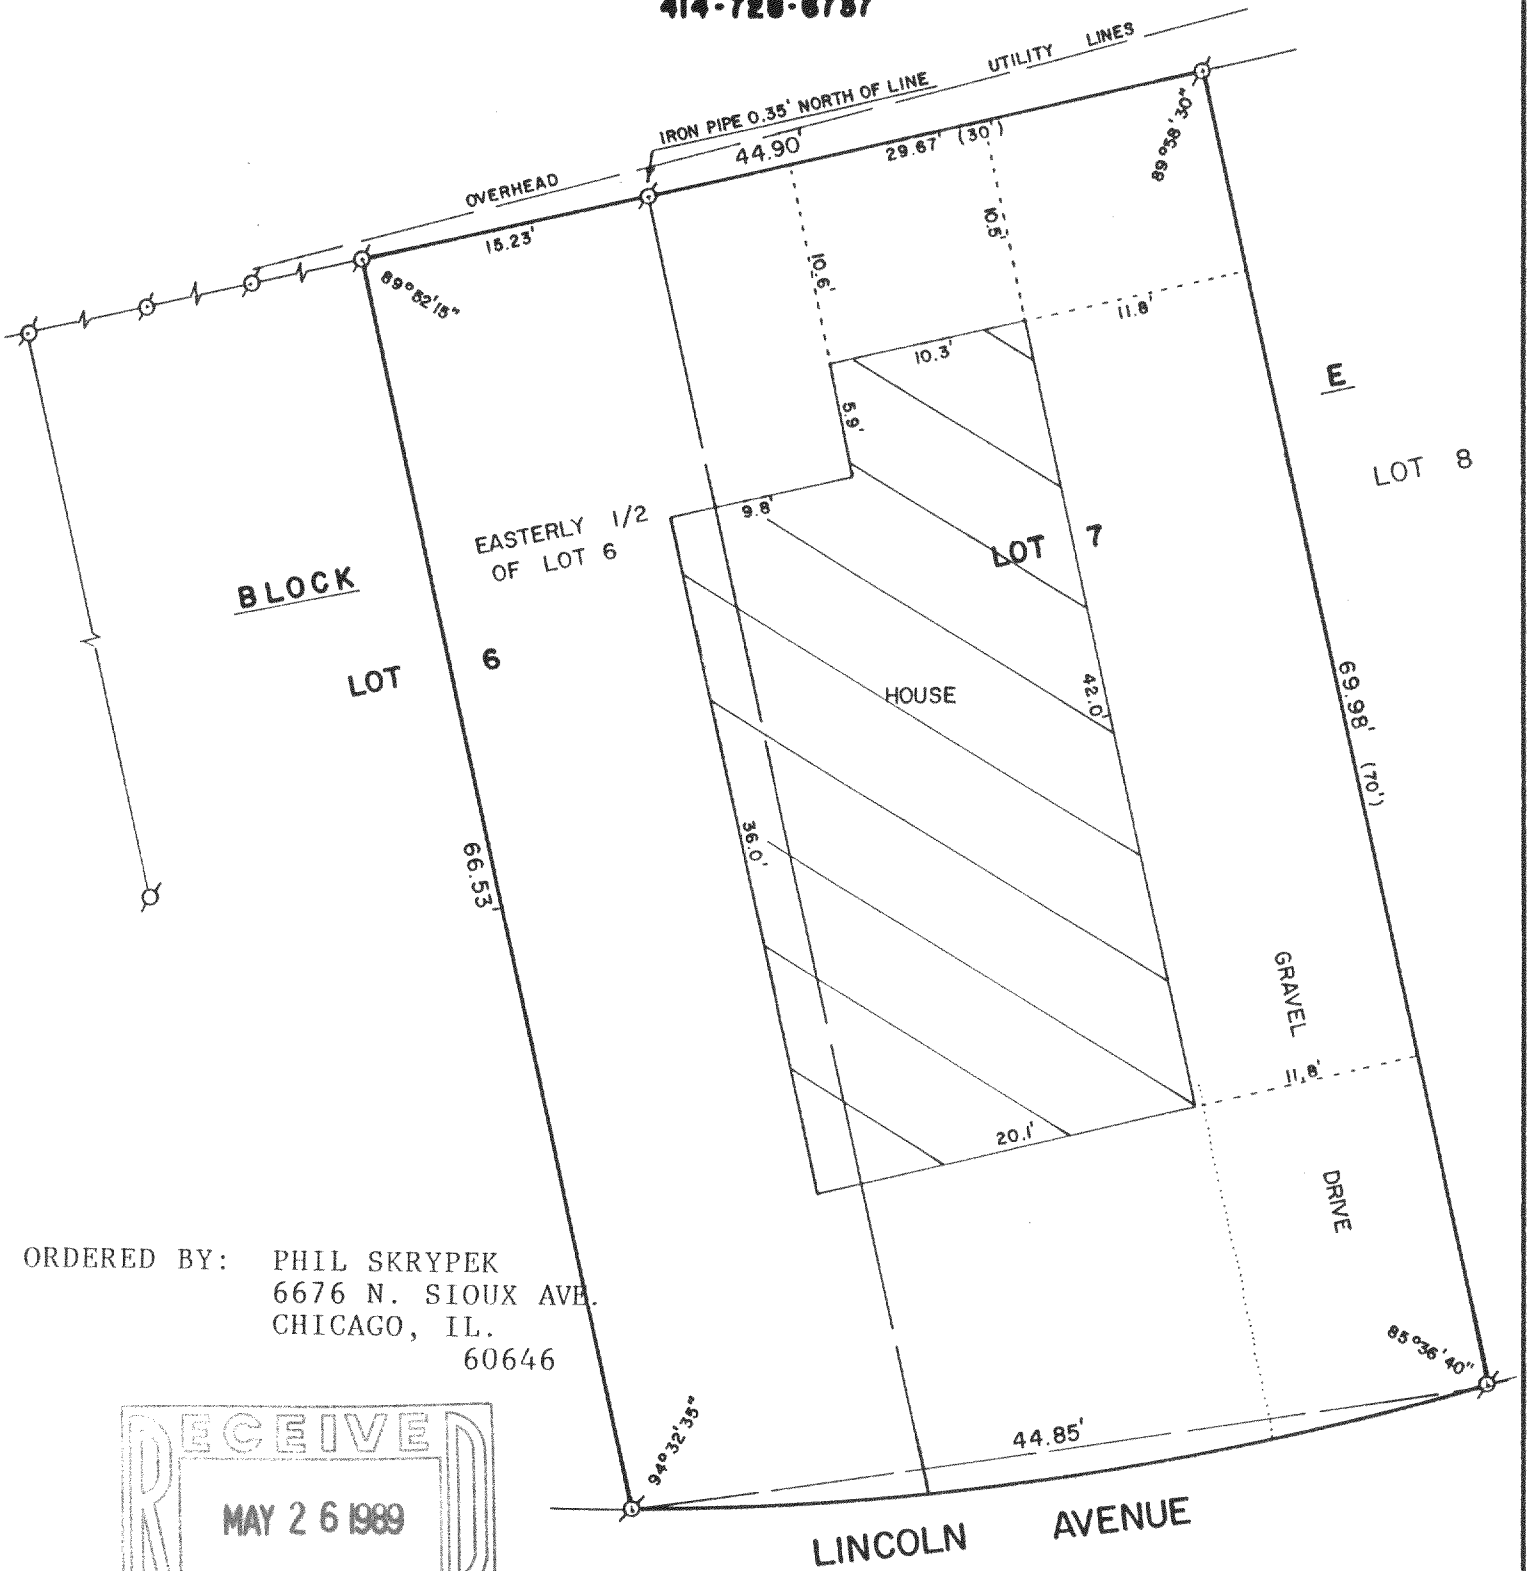 UTILITY LINES
IRON PIPE 0.35' NORTH OF LINE
OVERHEAD
44.90'
29.67' (30')
15.23'
89°58'30"
89°52'15"
10.6'
10.5'
11.8'
10.3'
5.9'
E
LOT 8
9.8'
EASTERLY 1/2
OF LOT 6
LOT 7
BLOCK
LOT 6
HOUSE
42.0'
69.98' (70')
36.0'
66.53'
GRAVEL
11.8'
20.1'
DRIVE
ORDERED BY: PHIL SKRYPEK
6676 N. SIOUX AVE.
CHICAGO, IL.
60646
85°36'40"
94°32'35"
44.85'
RECEIVED
MAY 26 1989
LINCOLN AVENUE